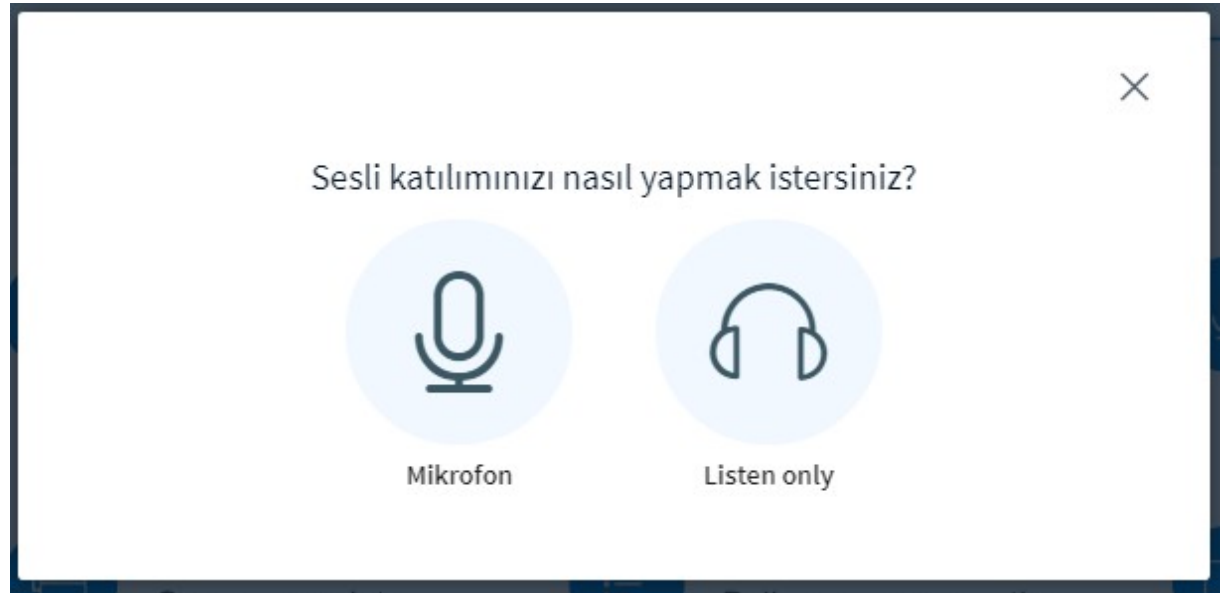 Sesli katılımınızı nasıl yapmak istersiniz?
Mikrofon
Listen only